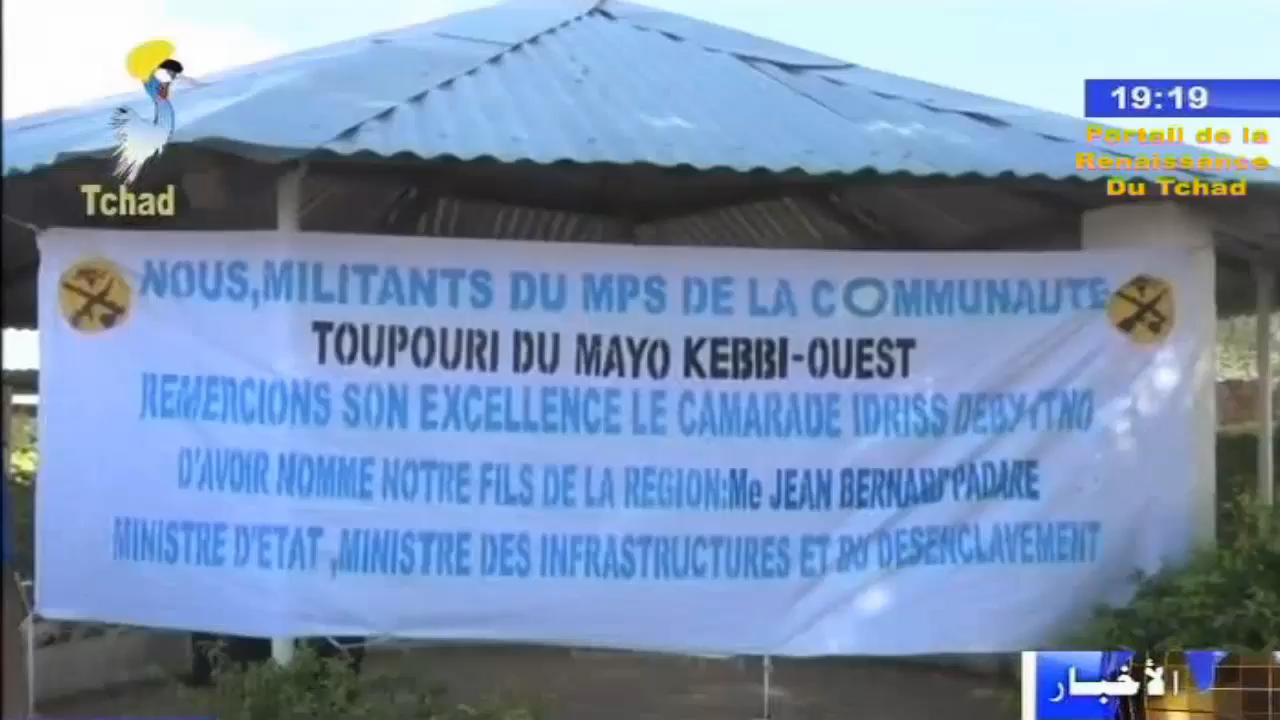 19:19
Portail de la
Renaissance
Du Tchad
Tchad
NOUS,MILITANTS DU MPS DE LA COMMUNAUTE
TOUPOURI DU MAYO KEBBI-OUEST
REMERCIONS SON EXCELLENCE LE CAMARADE IDRISS DEBY ITNO
D'AVOIR NOMME NOTRE FILS DE LA REGION:Me JEAN BERNARD PADARE
MINISTRE D'ETAT ,MINISTRE DES INFRASTRUCTURES ET DU DESENCLAVEMENT
الأخبار